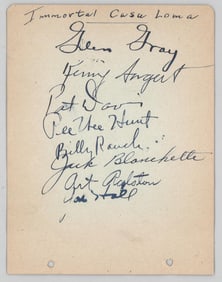 Immortal Casa Loma
Glen Gray
Kenny Sargent
Pat Davis
Pee Wee Hunt
Billy Rauch
Jack Blanchette
Art Ralston
Joe Hall